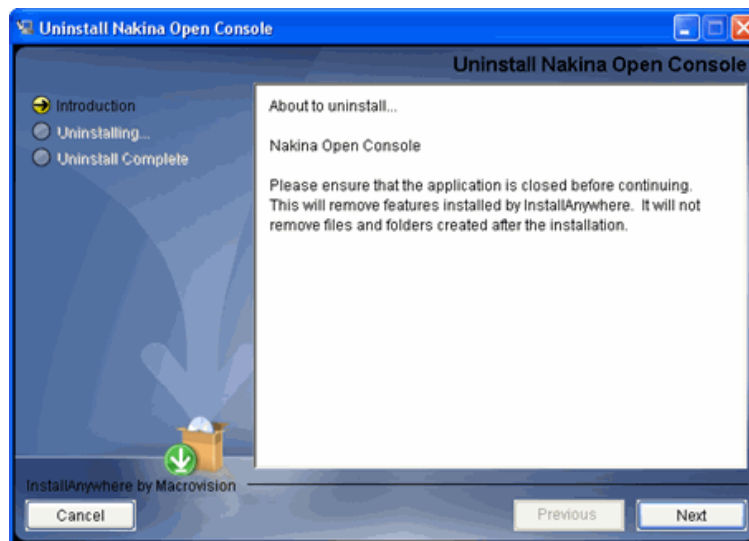 Uninstall Nakina Open Console
Uninstall Nakina Open Console
Introduction
Uninstalling...
Uninstall Complete
About to uninstall...
Nakina Open Console
Please ensure that the application is closed before continuing.
This will remove features installed by InstallAnywhere. It will not
remove files and folders created after the installation.
InstallAnywhere by Macrovision
Cancel
Previous
Next